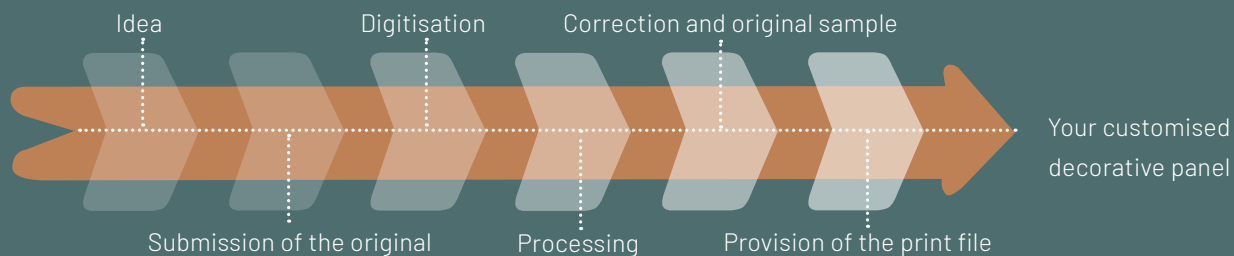 Idea
Digitisation
Correction and original sample
Your customised
decorative panel
Submission of the original
Processing
Provision of the print file